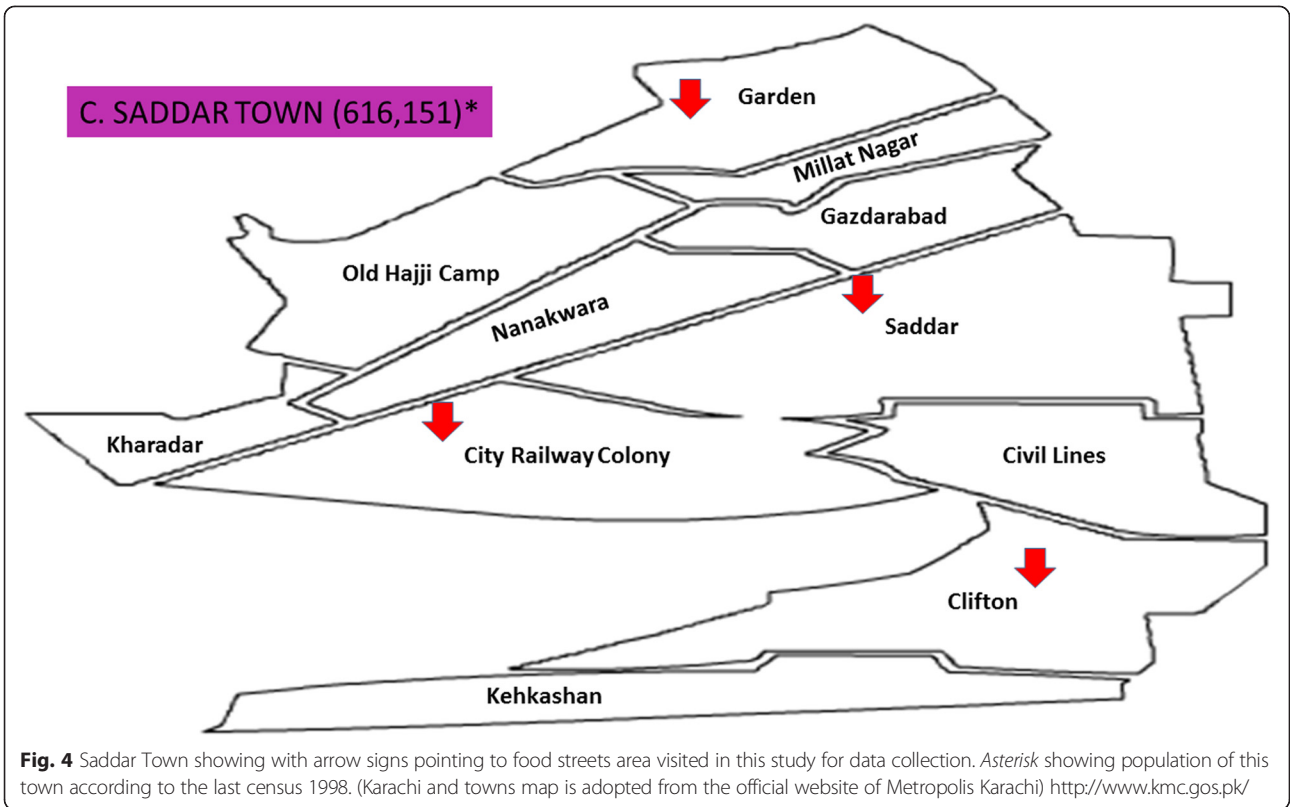 C. SADDAR TOWN (616,151)*
Garden
Millat Nagar
Gazdarabad
Old Hajji Camp
Nanakwara
Saddar
Kharadar
City Railway Colony
Civil Lines
Clifton
Kehkashan
Fig. 4 Saddar Town showing with arrow signs pointing to food streets area visited in this study for data collection. Asterisk showing population of this
town according to the last census 1998. (Karachi and towns map is adopted from the official website of Metropolis Karachi) http://www.kmc.gos.pk/